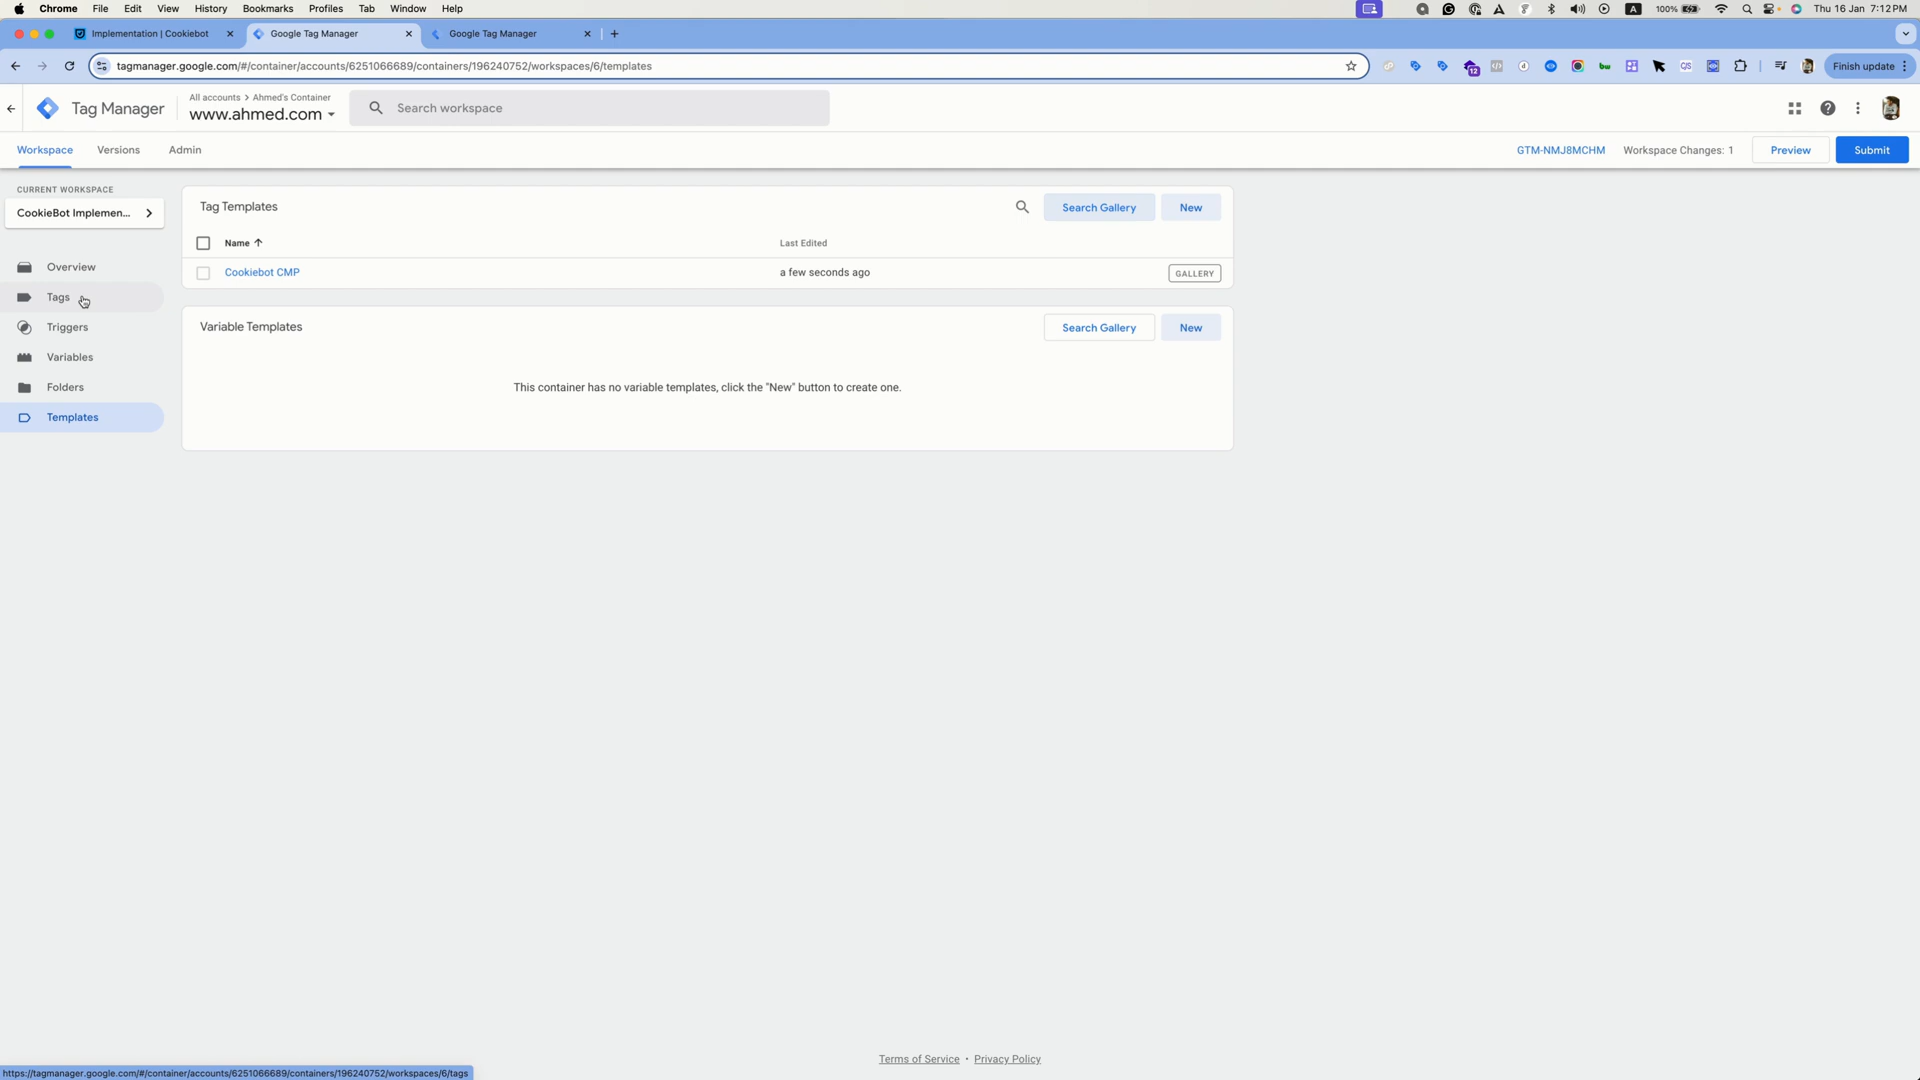 Chrome File Edit View History Bookmarks Profiles Tab Window Help
100% Thu 16 Jan 7:12 PM
Implementation | Cookiebot
Google Tag Manager
Google Tag Manager
tagmanager.google.com/#/container/accounts/6251066689/containers/196240752/workspaces/6/templates
12
Finish update
Tag Manager
All accounts > Ahmed's Container
www.ahmed.com
Search workspace
Workspace Versions Admin
GTM-NMJ8MCHM Workspace Changes: 1 Preview Submit
CURRENT WORKSPACE
CookieBot Implemen...
Overview
Tags
Triggers
Variables
Folders
Templates
Tag Templates Search Gallery New
Name Last Edited
Cookiebot CMP a few seconds ago GALLERY
Variable Templates Search Gallery New
This container has no variable templates, click the "New" button to create one.
Terms of Service • Privacy Policy
https://tagmanager.google.com/#/container/accounts/6251066689/containers/196240752/workspaces/6/tags